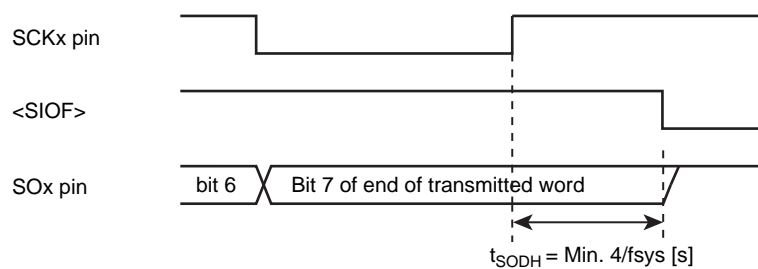 SCKx pin
<SIOF>
SOx pin
bit 6
Bit 7 of end of transmitted word
tSODH = Min. 4/fsys [s]